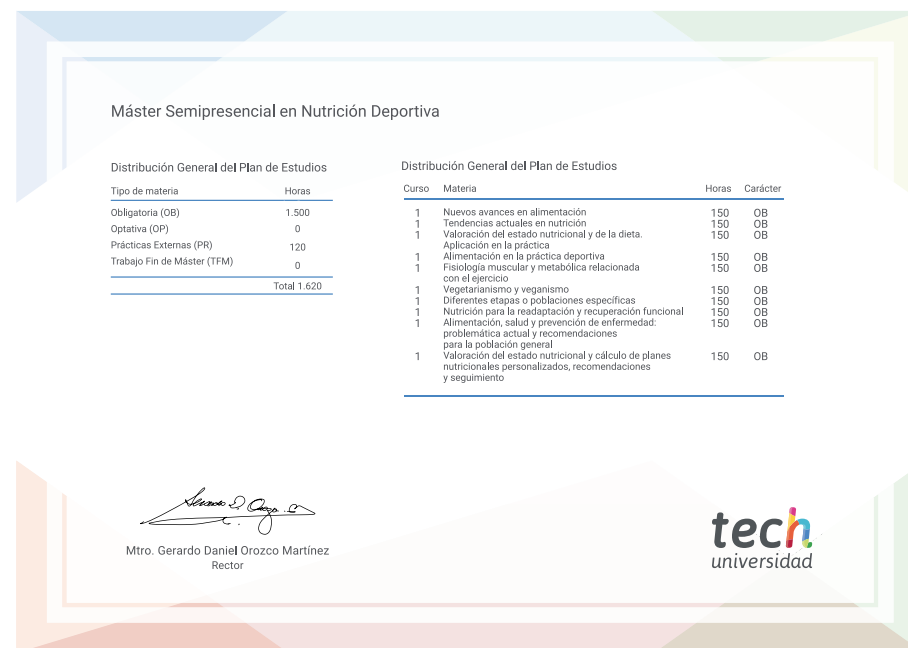 Máster Semipresencial en Nutrición Deportiva
Distribución General del Plan de Estudios
Tipo de materia Horas
Obligatoria (OB) 1.500
Optativa (OP) 0
Prácticas Externas (PR) 120
Trabajo Fin de Máster (TFM) 0
Total 1.620
Distribución General del Plan de Estudios
Curso Materia Horas Carácter
1 Nuevos avances en alimentación 150 OB
1 Tendencias actuales en nutrición 150 OB
1 Valoración del estado nutricional y de la dieta. 150 OB
Aplicación en la práctica
1 Alimentación en la práctica deportiva 150 OB
1 Fisiología muscular y metabólica relacionada 150 OB
con el ejercicio
1 Vegetarianismo y veganismo 150 OB
1 Diferentes etapas o poblaciones específicas 150 OB
1 Nutrición para la readaptación y recuperación funcional 150 OB
1 Alimentación, salud y prevención de enfermedad: 150 OB
problemática actual y recomendaciones
para la población general
1 Valoración del estado nutricional y cálculo de planes 150 OB
nutricionales personalizados, recomendaciones
y seguimiento
Mtro. Gerardo Daniel Orozco Martínez
Rector
tech
universidad